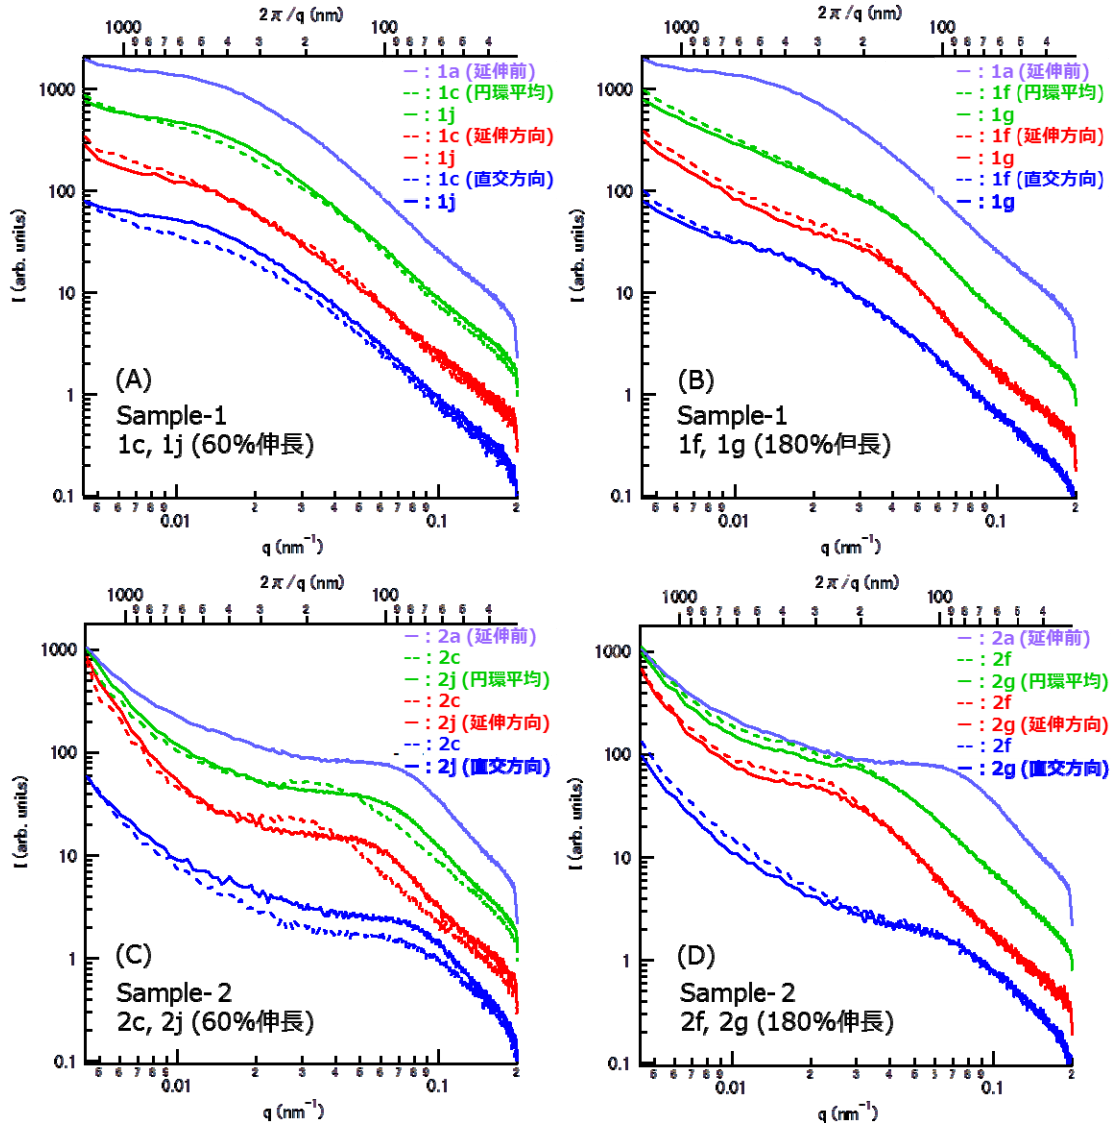 2π/q (nm)
1000 9 8 7 6 5 4 3 2 100 9 8 7 6 5 4
1000
100
10
1
0.1
I (arb. units)
— : 1a (延伸前)
-- : 1c (円環平均)
— : 1j
-- : 1c (延伸方向)
— : 1j
-- : 1c (直交方向)
— : 1j
(A)
Sample-1
1c, 1j (60%伸長)
5 6 7 8 9 0.01 2 3 4 5 6 7 8 9 0.1 2
q (nm⁻¹)
2π/q (nm)
1000 9 8 7 6 5 4 3 2 100 9 8 7 6 5 4
1000
100
10
1
0.1
I (arb. units)
— : 1a (延伸前)
-- : 1f (円環平均)
— : 1g
-- : 1f (延伸方向)
— : 1g
-- : 1f (直交方向)
— : 1g
(B)
Sample-1
1f, 1g (180%伸長)
5 6 7 8 9 0.01 2 3 4 5 6 7 8 9 0.1 2
q (nm⁻¹)
2π/q (nm)
1000 9 8 7 6 5 4 3 2 100 9 8 7 6 5 4
1000
100
10
1
0.1
I (arb. units)
— : 2a (延伸前)
-- : 2c
— : 2j (円環平均)
-- : 2c
— : 2j (延伸方向)
-- : 2c
— : 2j (直交方向)
(C)
Sample-2
2c, 2j (60%伸長)
5 6 7 8 9 0.01 2 3 4 5 6 7 8 9 0.1 2
q (nm⁻¹)
2π/q (nm)
1000 9 8 7 6 5 4 3 2 100 9 8 7 6 5 4
1000
100
10
1
0.1
I (arb. units)
— : 2a (延伸前)
-- : 2f
— : 2g (円環平均)
-- : 2f
— : 2g (延伸方向)
-- : 2f
— : 2g (直交方向)
(D)
Sample-2
2f, 2g (180%伸長)
5 6 7 8 9 0.01 2 3 4 5 6 7 8 9 0.1 2
q (nm⁻¹)